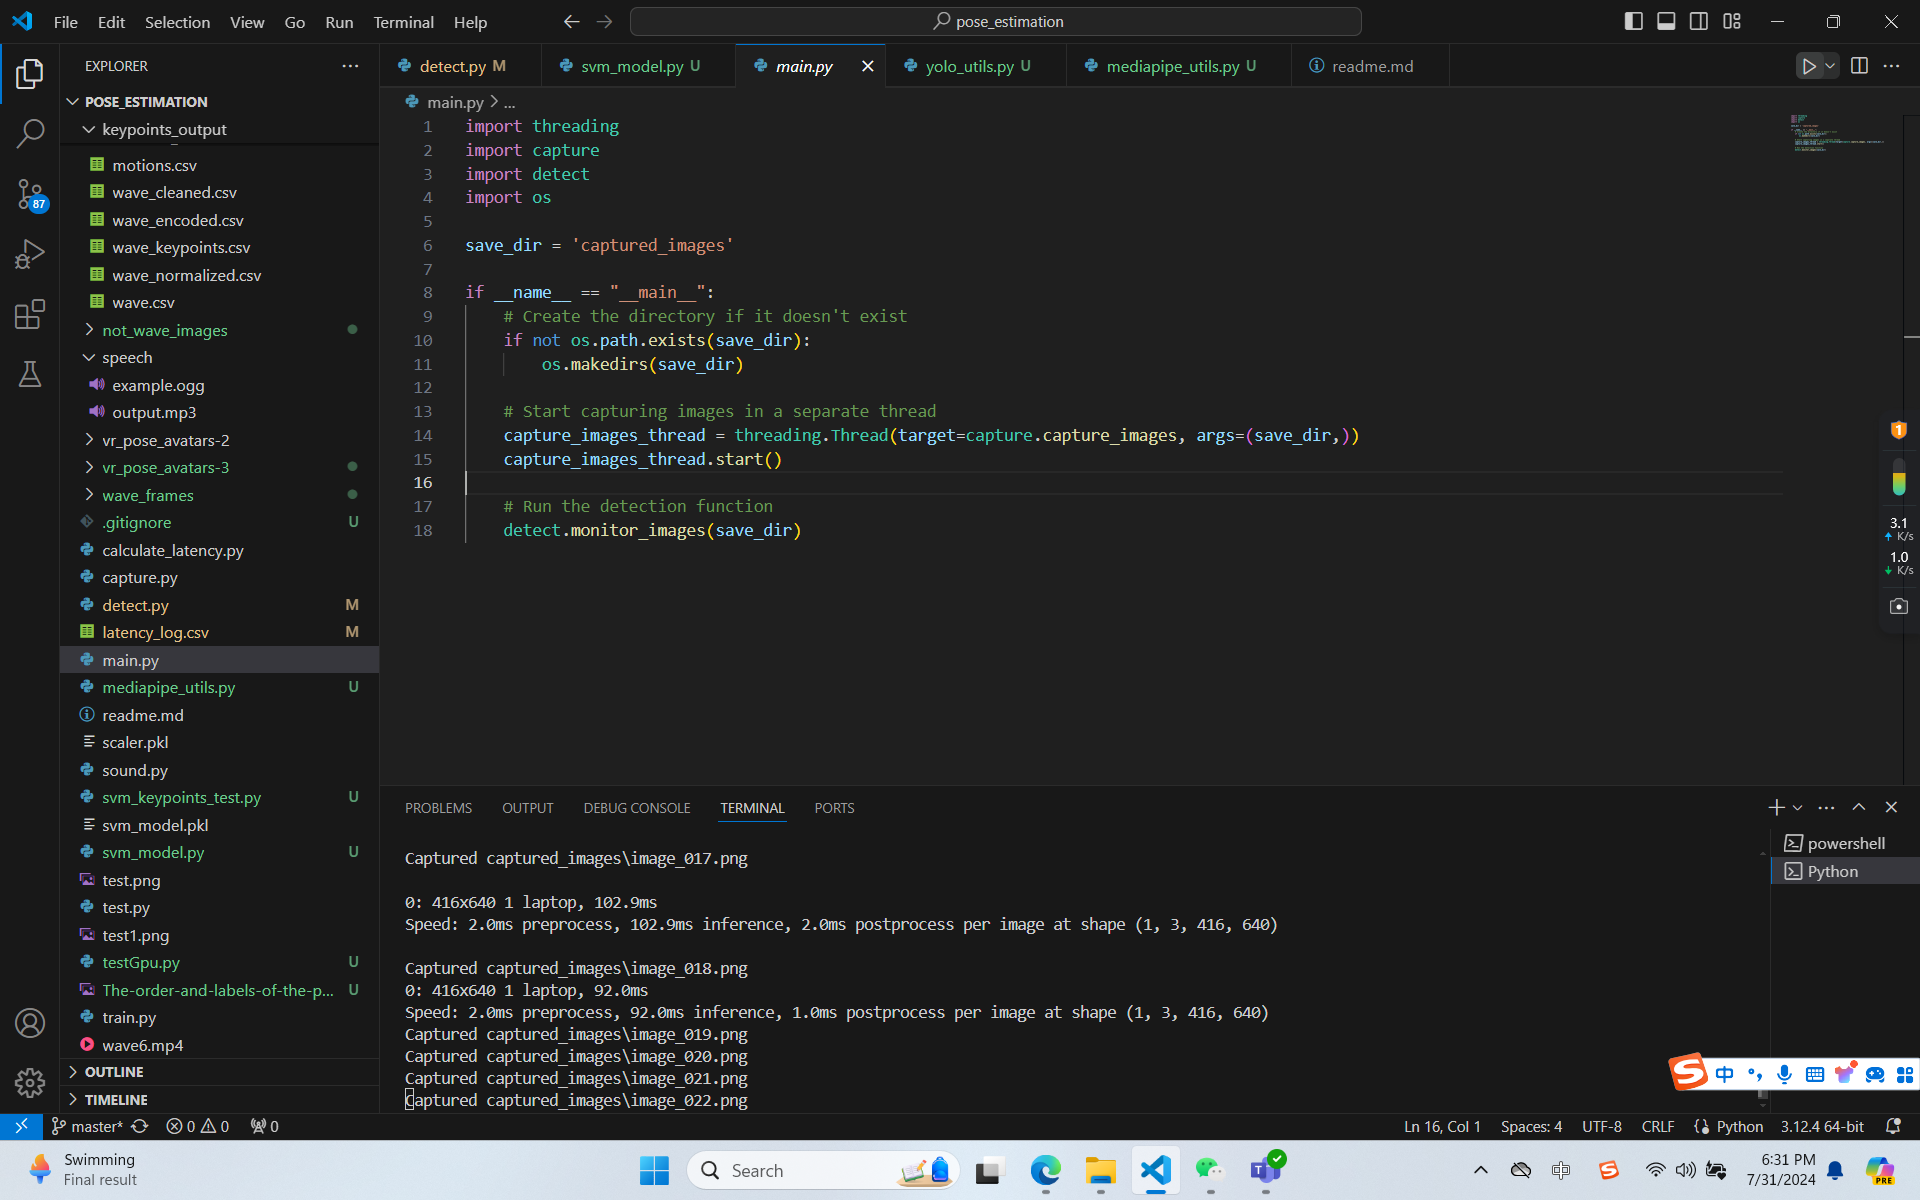 File Edit Selection View Go Run Terminal Help
pose_estimation
EXPLORER
detect.py M
svm_model.py U
main.py
yolo_utils.py U
mediapipe_utils.py U
readme.md
POSE_ESTIMATION
keypoints_output
motions.csv
wave_cleaned.csv
wave_encoded.csv
wave_keypoints.csv
wave_normalized.csv
wave.csv
not_wave_images
speech
example.ogg
output.mp3
vr_pose_avatars-2
vr_pose_avatars-3
wave_frames
.gitignore U
calculate_latency.py
capture.py
detect.py M
latency_log.csv M
main.py
mediapipe_utils.py U
readme.md
scaler.pkl
sound.py
svm_keypoints_test.py U
svm_model.pkl
svm_model.py U
test.png
test.py
test1.png
testGpu.py U
The-order-and-labels-of-the-p... U
train.py
wave6.mp4
OUTLINE
TIMELINE
87
main.py > ...
1 import threading
2 import capture
3 import detect
4 import os
5
6 save_dir = 'captured_images'
7
8 if __name__ == "__main__":
9 # Create the directory if it doesn't exist
10 if not os.path.exists(save_dir):
11 os.makedirs(save_dir)
12
13 # Start capturing images in a separate thread
14 capture_images_thread = threading.Thread(target=capture.capture_images, args=(save_dir,))
15 capture_images_thread.start()
16
17 # Run the detection function
18 detect.monitor_images(save_dir)
1
3.1
K/s
1.0
K/s
PROBLEMS OUTPUT DEBUG CONSOLE TERMINAL PORTS
powershell
Python
Captured captured_images\image_017.png
0: 416x640 1 laptop, 102.9ms
Speed: 2.0ms preprocess, 102.9ms inference, 2.0ms postprocess per image at shape (1, 3, 416, 640)
Captured captured_images\image_018.png
0: 416x640 1 laptop, 92.0ms
Speed: 2.0ms preprocess, 92.0ms inference, 1.0ms postprocess per image at shape (1, 3, 416, 640)
Captured captured_images\image_019.png
Captured captured_images\image_020.png
Captured captured_images\image_021.png
Captured captured_images\image_022.png
S 中
master* 0 0 0
Ln 16, Col 1 Spaces: 4 UTF-8 CRLF Python 3.12.4 64-bit
Swimming
Final result
Search
中
S
6:31 PM
7/31/2024
PRE